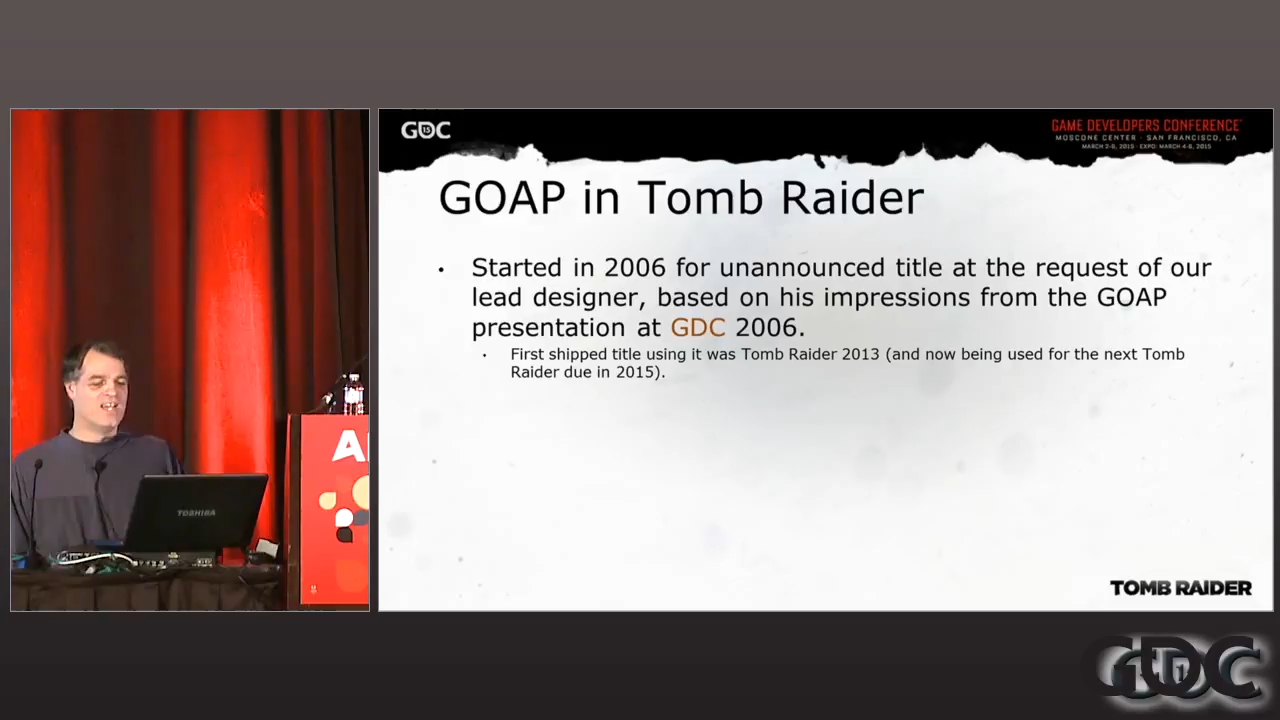 GDC
15
GAME DEVELOPERS CONFERENCE
MOSCONE CENTER · SAN FRANCISCO, CA
MARCH 2-6, 2015 · EXPO: MARCH 4-6, 2015
GOAP in Tomb Raider
• Started in 2006 for unannounced title at the request of our
lead designer, based on his impressions from the GOAP
presentation at GDC 2006.
• First shipped title using it was Tomb Raider 2013 (and now being used for the next Tomb
Raider due in 2015).
TOMB RAIDER
A
TOSHIBA
GDC